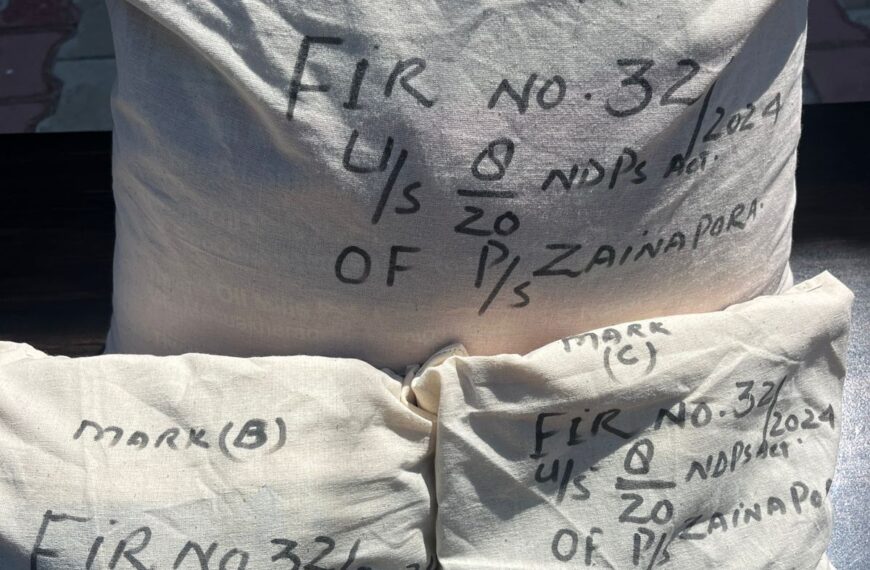 FIR NO. 32/2024
U/S 8/20 NDPS Act.
OF P/S ZAINAPORA.
MARK (B)
FIR NO. 32/
MARK
(C)
FIR NO. 32/2024
U/S 8/20 NDPS Act.
OF P/S ZAINAPO